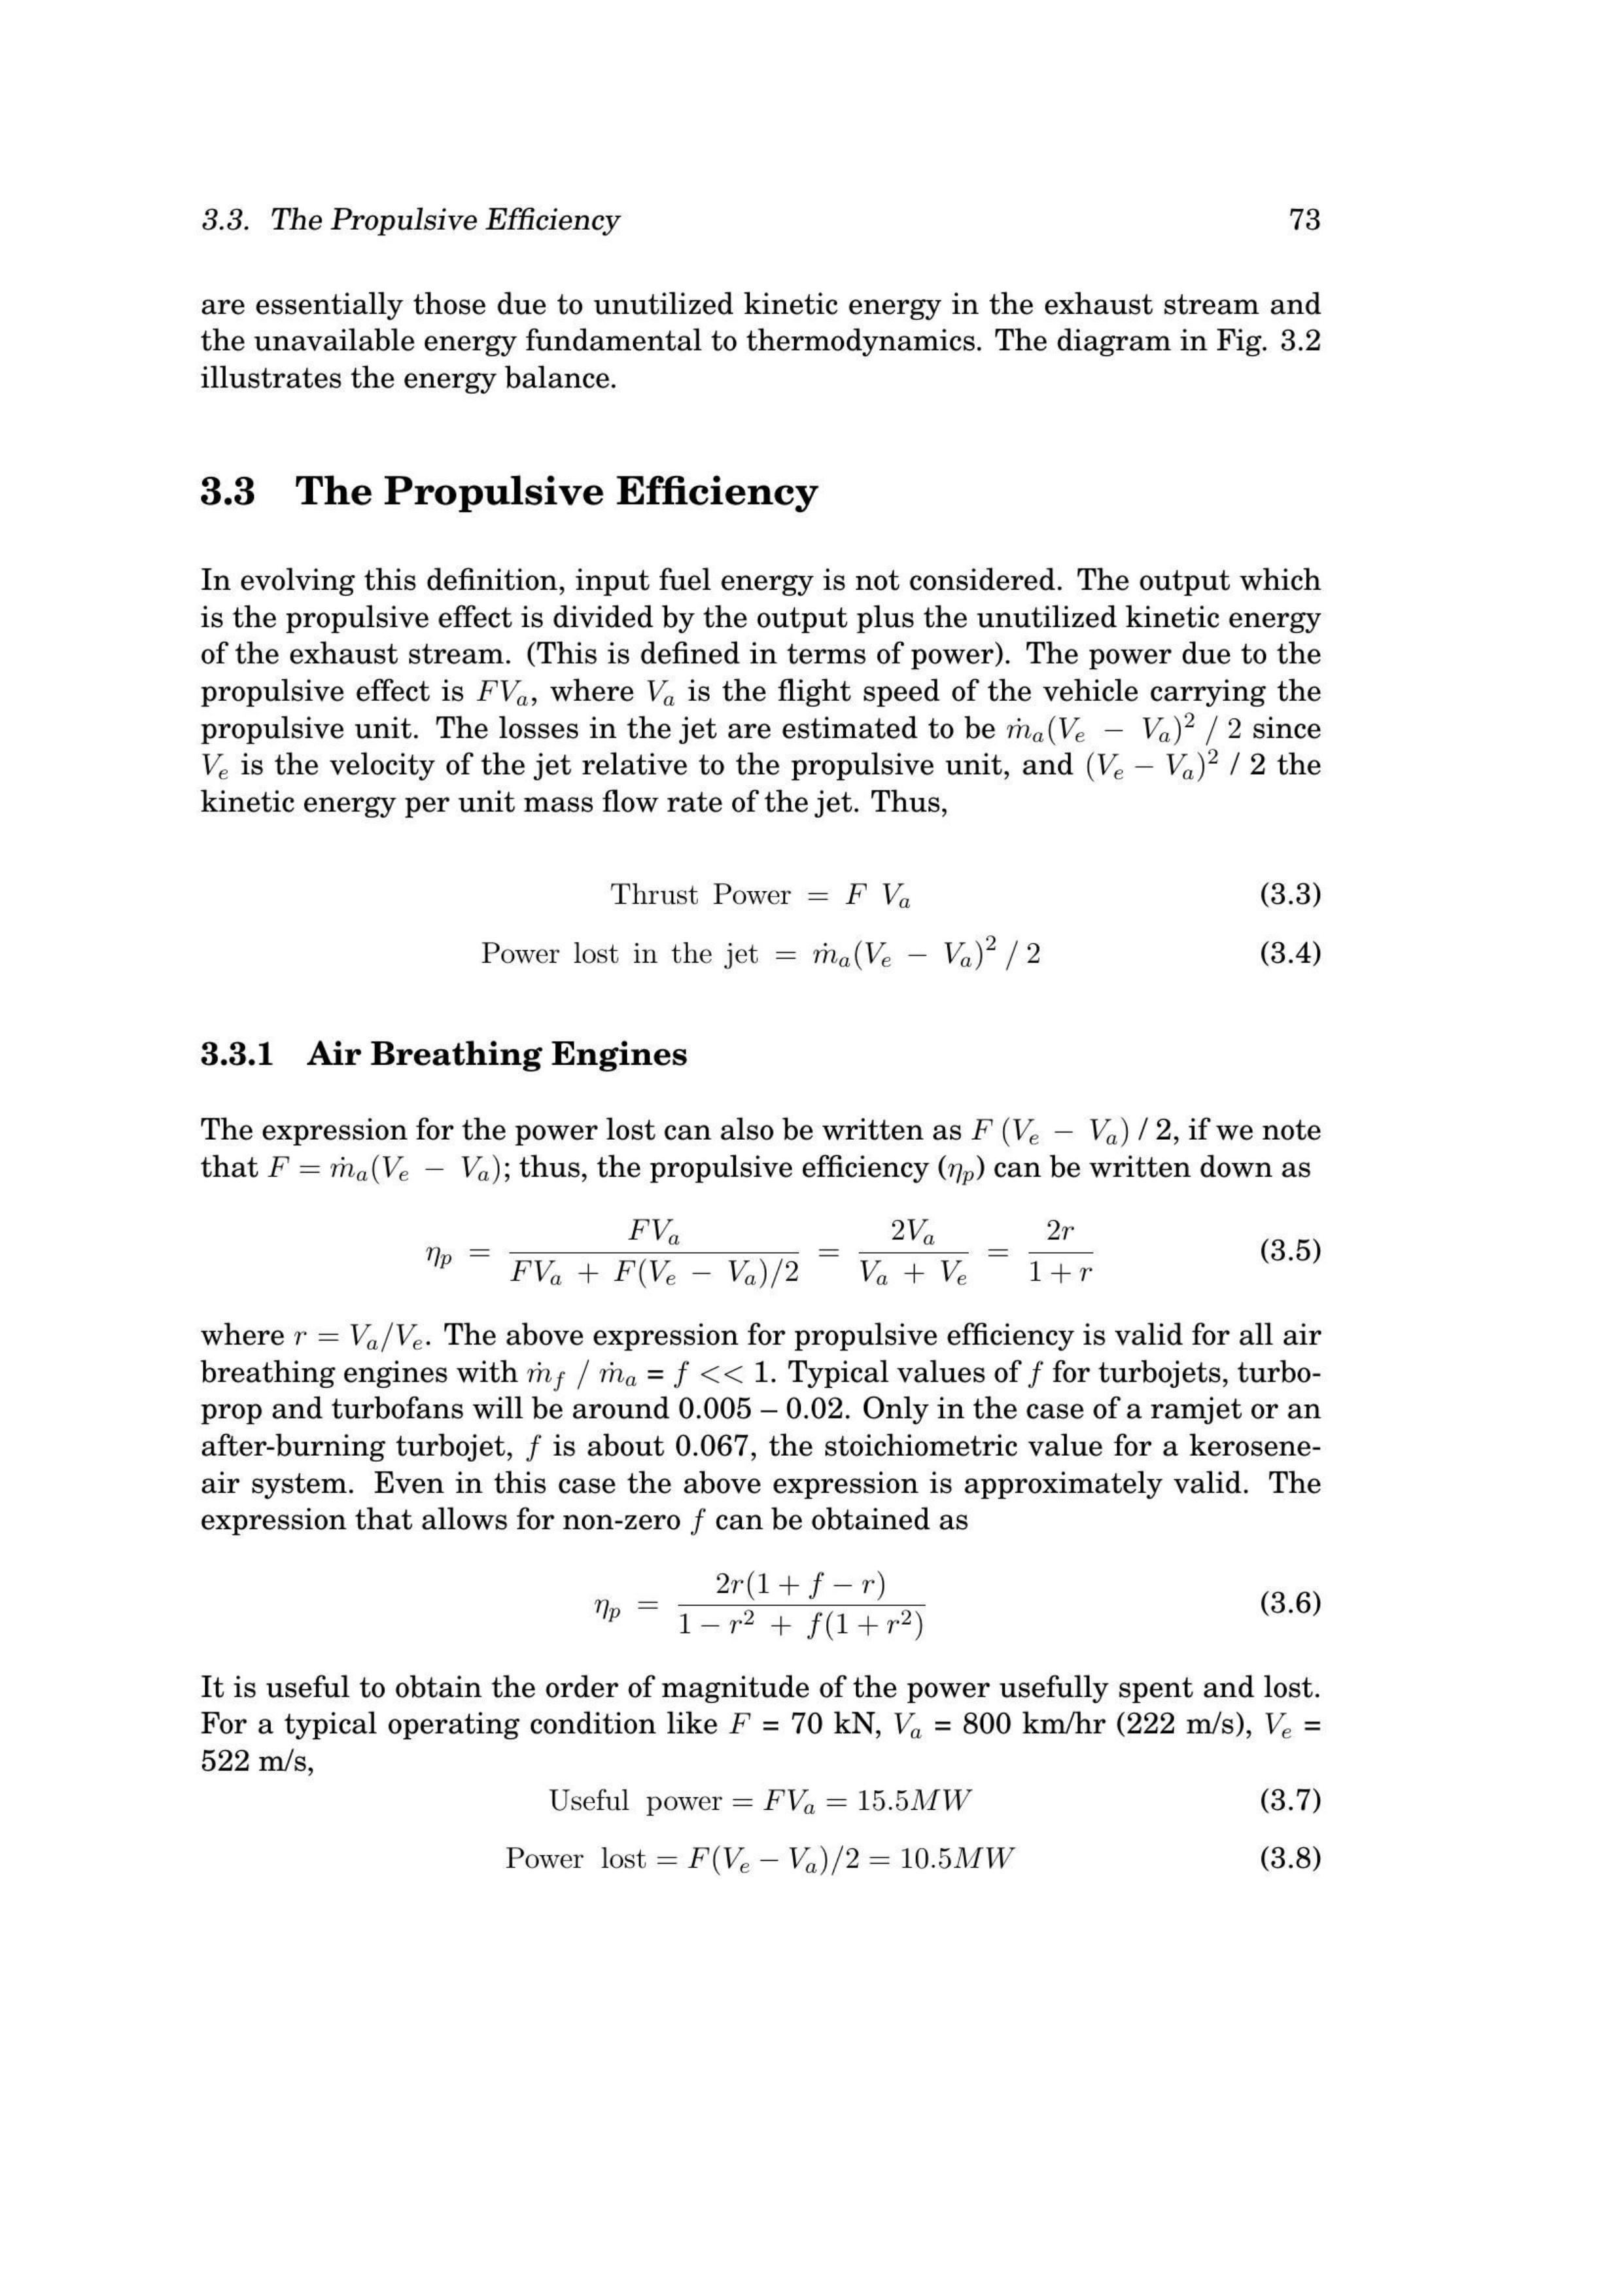 3.3. The Propulsive Efficiency 73
are essentially those due to unutilized kinetic energy in the exhaust stream and
the unavailable energy fundamental to thermodynamics. The diagram in Fig. 3.2
illustrates the energy balance.
3.3 The Propulsive Efficiency
In evolving this definition, input fuel energy is not considered. The output which
is the propulsive effect is divided by the output plus the unutilized kinetic energy
of the exhaust stream. (This is defined in terms of power). The power due to the
propulsive effect is $FV_a$, where $V_a$ is the flight speed of the vehicle carrying the
propulsive unit. The losses in the jet are estimated to be $\dot{m}_a(V_e - V_a)^2 / 2$ since
$V_e$ is the velocity of the jet relative to the propulsive unit, and $(V_e - V_a)^2 / 2$ the
kinetic energy per unit mass flow rate of the jet. Thus,
$\text{Thrust Power} = F \ V_a$ (3.3)
$\text{Power lost in the jet} = \dot{m}_a(V_e - V_a)^2 / 2$ (3.4)
3.3.1 Air Breathing Engines
The expression for the power lost can also be written as $F (V_e - V_a) / 2$, if we note
that $F = \dot{m}_a(V_e - V_a)$; thus, the propulsive efficiency ($\eta_p$) can be written down as
$\eta_p = \frac{FV_a}{FV_a + F(V_e - V_a)/2} = \frac{2V_a}{V_a + V_e} = \frac{2r}{1+r}$ (3.5)
where $r = V_a/V_e$. The above expression for propulsive efficiency is valid for all air
breathing engines with $\dot{m}_f / \dot{m}_a = f << 1$. Typical values of $f$ for turbojets, turbo-
prop and turbofans will be around 0.005 – 0.02. Only in the case of a ramjet or an
after-burning turbojet, $f$ is about 0.067, the stoichiometric value for a kerosene-
air system. Even in this case the above expression is approximately valid. The
expression that allows for non-zero $f$ can be obtained as
$\eta_p = \frac{2r(1+f-r)}{1-r^2 + f(1+r^2)}$ (3.6)
It is useful to obtain the order of magnitude of the power usefully spent and lost.
For a typical operating condition like $F$ = 70 kN, $V_a$ = 800 km/hr (222 m/s), $V_e$ =
522 m/s,
$\text{Useful power} = FV_a = 15.5MW$ (3.7)
$\text{Power lost} = F(V_e - V_a)/2 = 10.5MW$ (3.8)